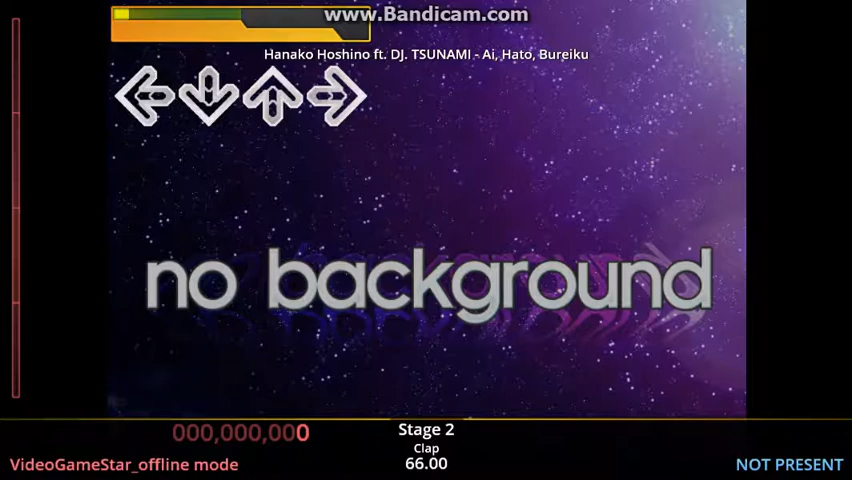 www.Bandicam.com
Hanako Hoshino ft. DJ. TSUNAMI - Ai, Hato, Bureiku
no background
000,000,000
Stage 2
Clap
66.00
VideoGameStar_offline mode
NOT PRESENT